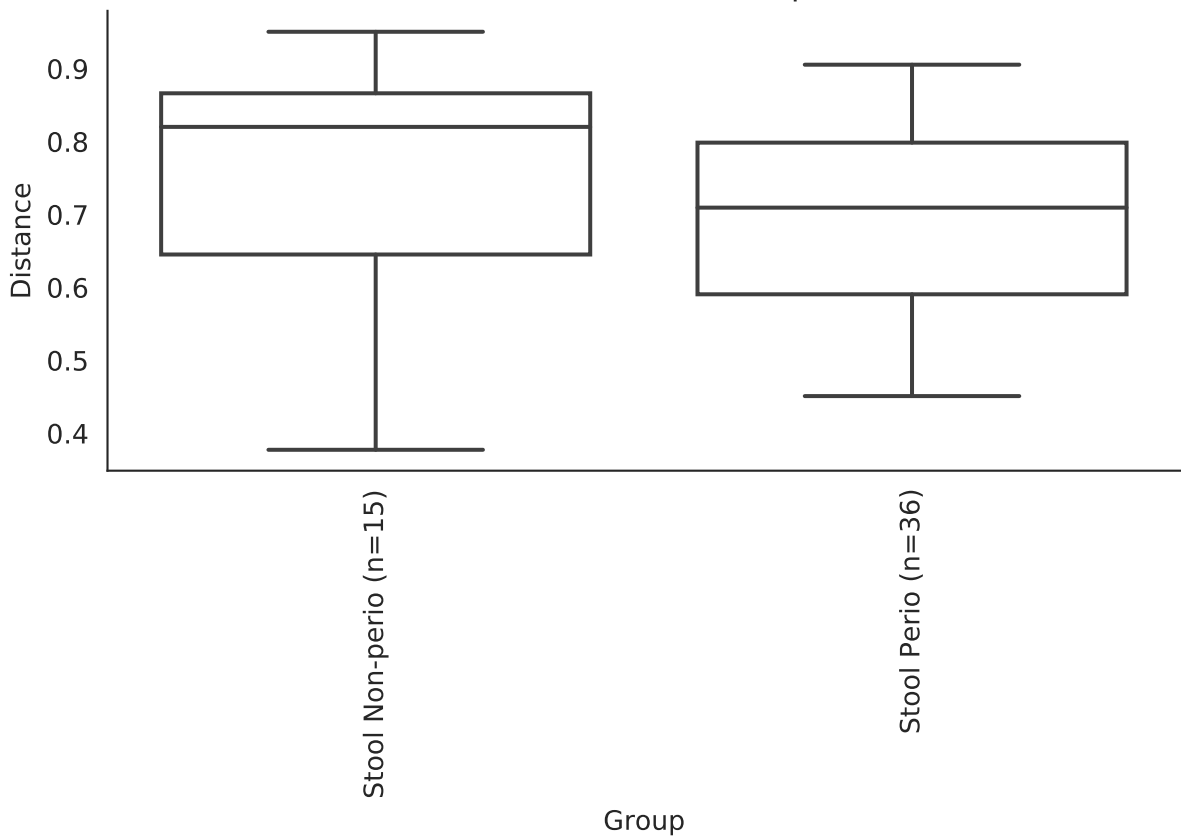 Distance
0.9
0.8
0.7
0.6
0.5
0.4
Stool Non-perio (n=15)
Stool Perio (n=36)
Group